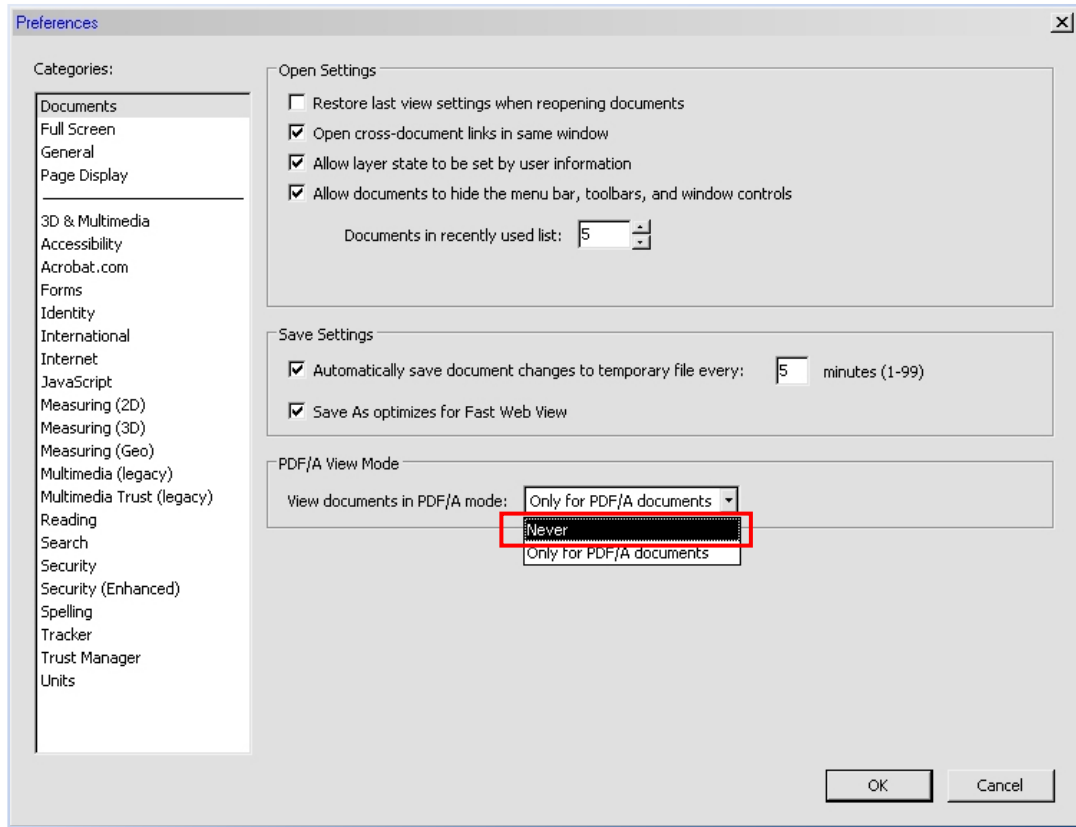 Preferences
Categories:
Documents
Full Screen
General
Page Display
3D & Multimedia
Accessibility
Acrobat.com
Forms
Identity
International
Internet
JavaScript
Measuring (2D)
Measuring (3D)
Measuring (Geo)
Multimedia (legacy)
Multimedia Trust (legacy)
Reading
Search
Security
Security (Enhanced)
Spelling
Tracker
Trust Manager
Units
Open Settings
Restore last view settings when reopening documents
Open cross-document links in same window
Allow layer state to be set by user information
Allow documents to hide the menu bar, toolbars, and window controls
Documents in recently used list: 5
Save Settings
Automatically save document changes to temporary file every: 5 minutes (1-99)
Save As optimizes for Fast Web View
PDF/A View Mode
View documents in PDF/A mode: Only for PDF/A documents
Never
Only for PDF/A documents
OK Cancel